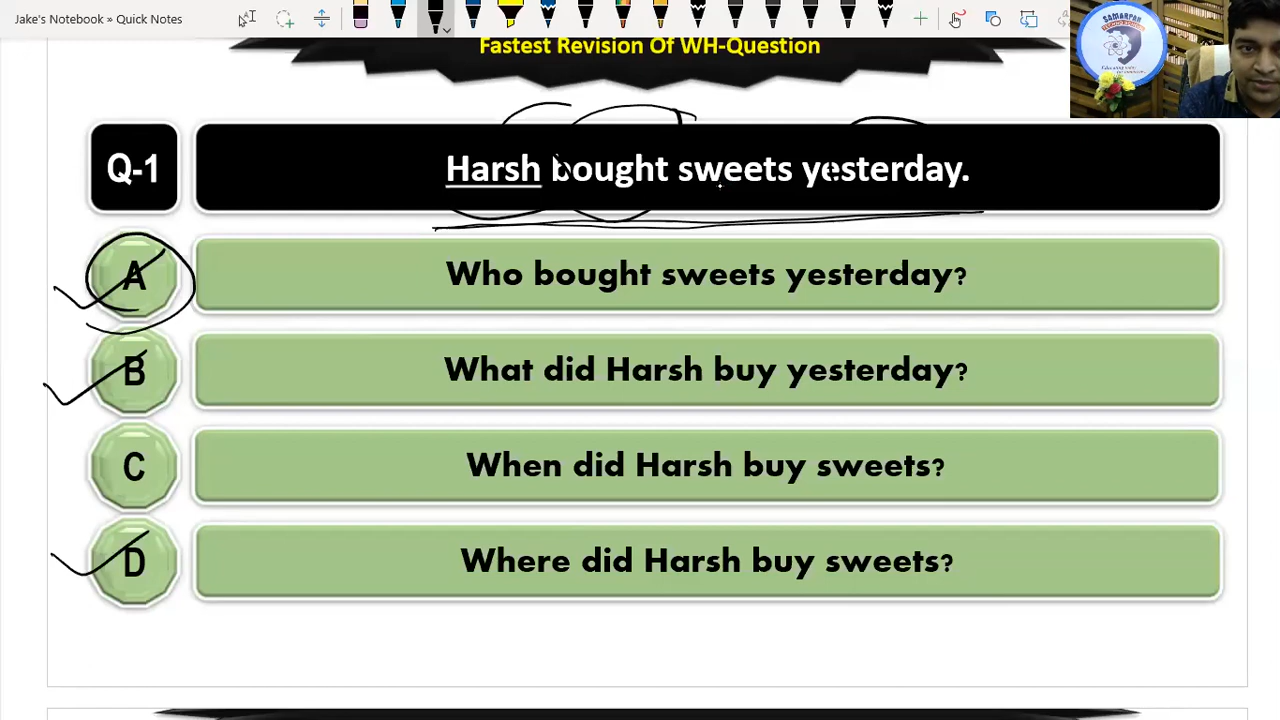 Jake's Notebook » Quick Notes
SAMARPAN
Fastest Revision Of WH-Question
Q-1
Harsh bought sweets yesterday.
A
Who bought sweets yesterday?
B
What did Harsh buy yesterday?
C
When did Harsh buy sweets?
D
Where did Harsh buy sweets?